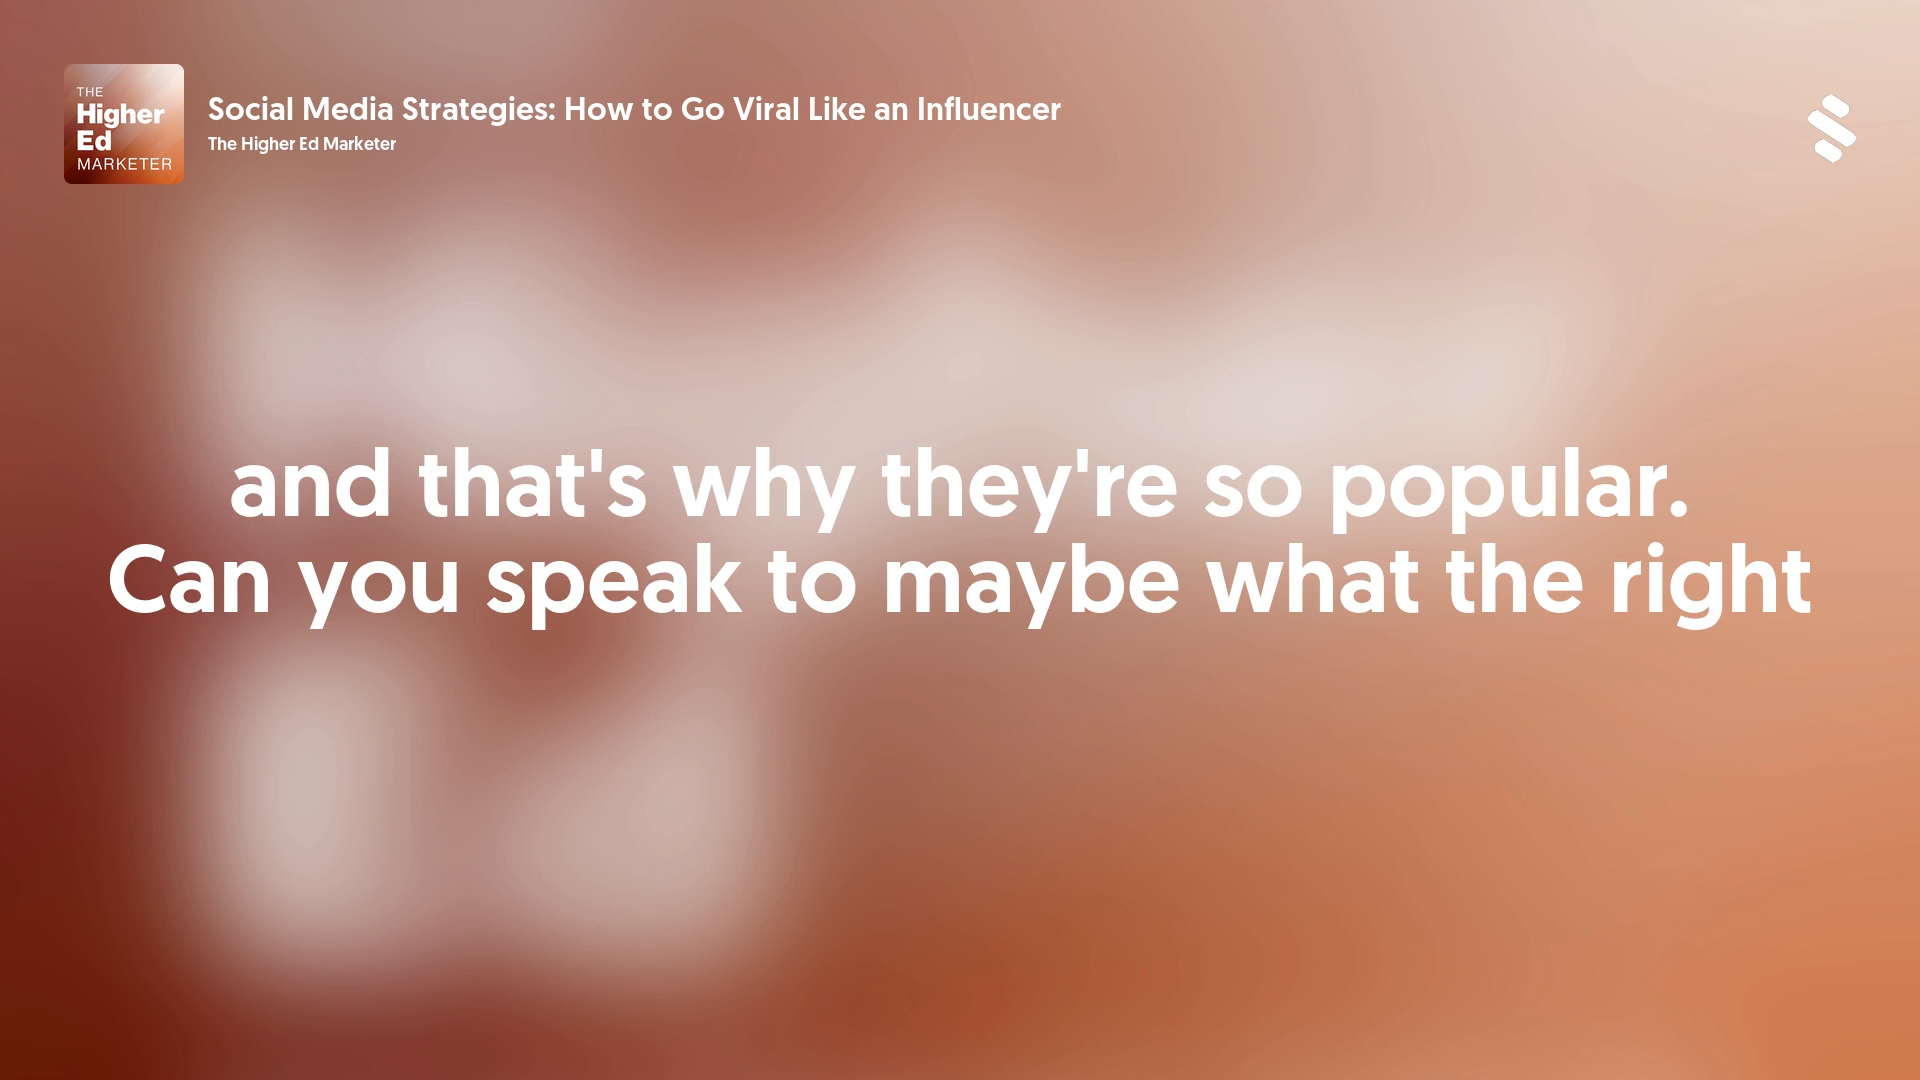 THE
Higher
Ed
MARKETER
Social Media Strategies: How to Go Viral Like an Influencer
The Higher Ed Marketer
and that's why they're so popular.
Can you speak to maybe what the right